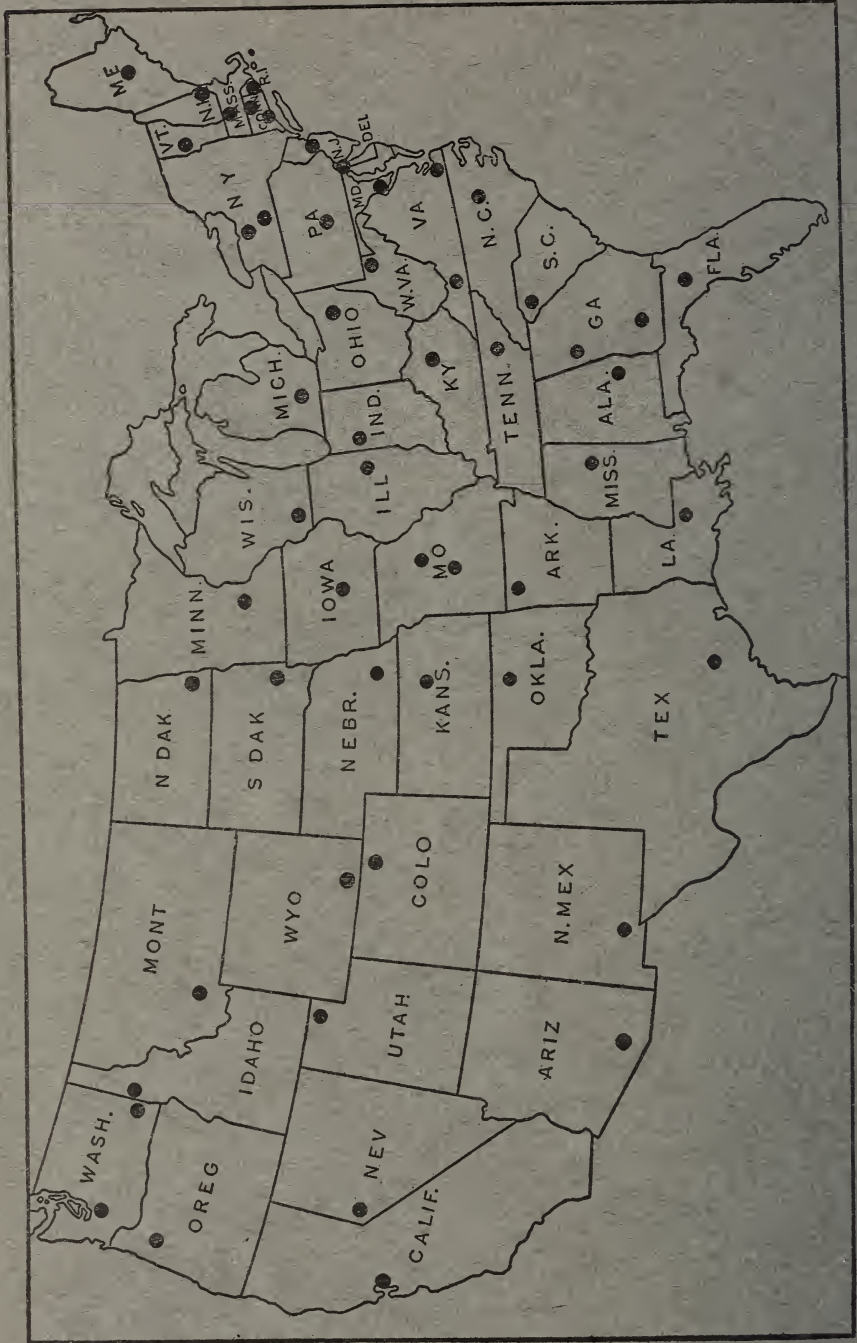 WASH.
OREG
CALIF.
NEV
IDAHO
MONT
WYO
UTAH
ARIZ
COLO
N.MEX
N DAK
S DAK
NEBR.
KANS.
OKLA.
TEX
MINN.
IOWA
MO
ARK.
LA.
WIS.
ILL
MICH.
IND.
OHIO
KY
TENN.
MISS.
ALA.
GA
FLA.
S.C.
N.C.
VA
W.VA.
MD.
DEL
PA
N.J.
N Y
VT.
N.H.
ME
MASS.
CONN.
R.I.